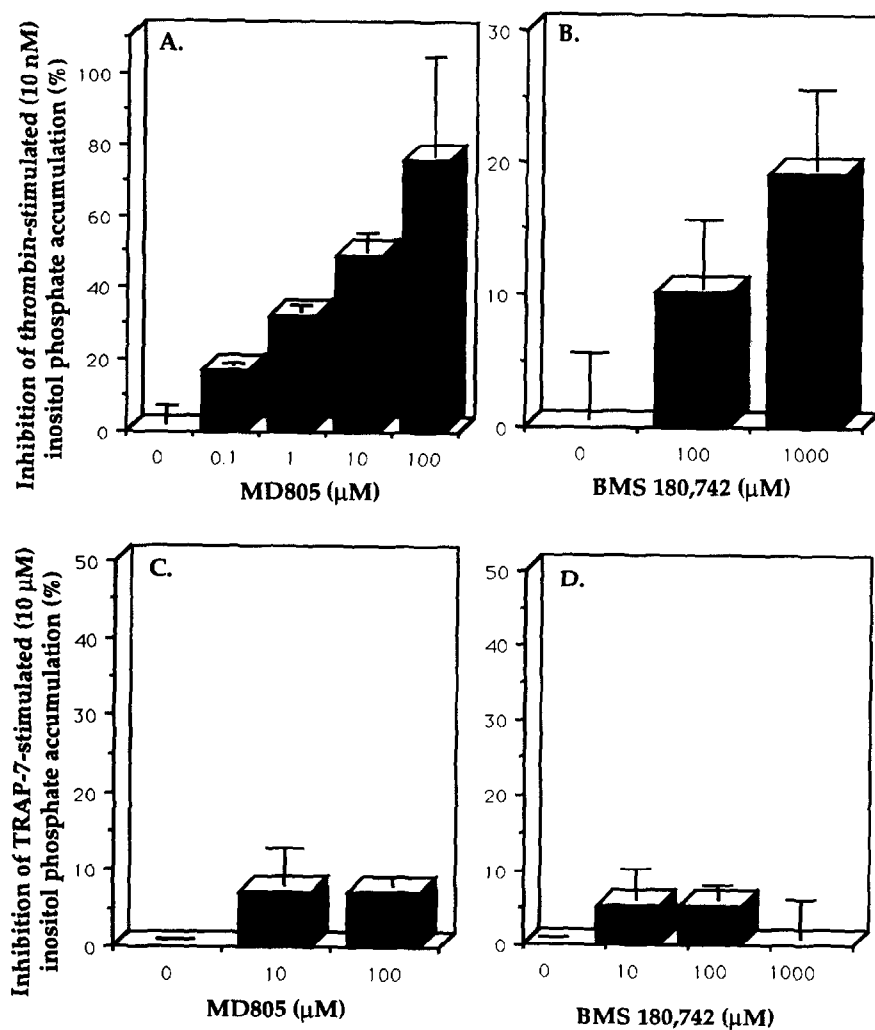 Inhibition of thrombin-stimulated (10 nM)
inositol phosphate accumulation (%)
A.
100
80
60
40
20
0
0 0.1 1 10 100
MD805 (µM)
B.
30
20
10
0
0 100 1000
BMS 180,742 (µM)
Inhibition of TRAP-7-stimulated (10 µM)
inositol phosphate accumulation (%)
C.
50
40
30
20
10
0
0 10 100
MD805 (µM)
D.
50
40
30
20
10
0
0 10 100 1000
BMS 180,742 (µM)